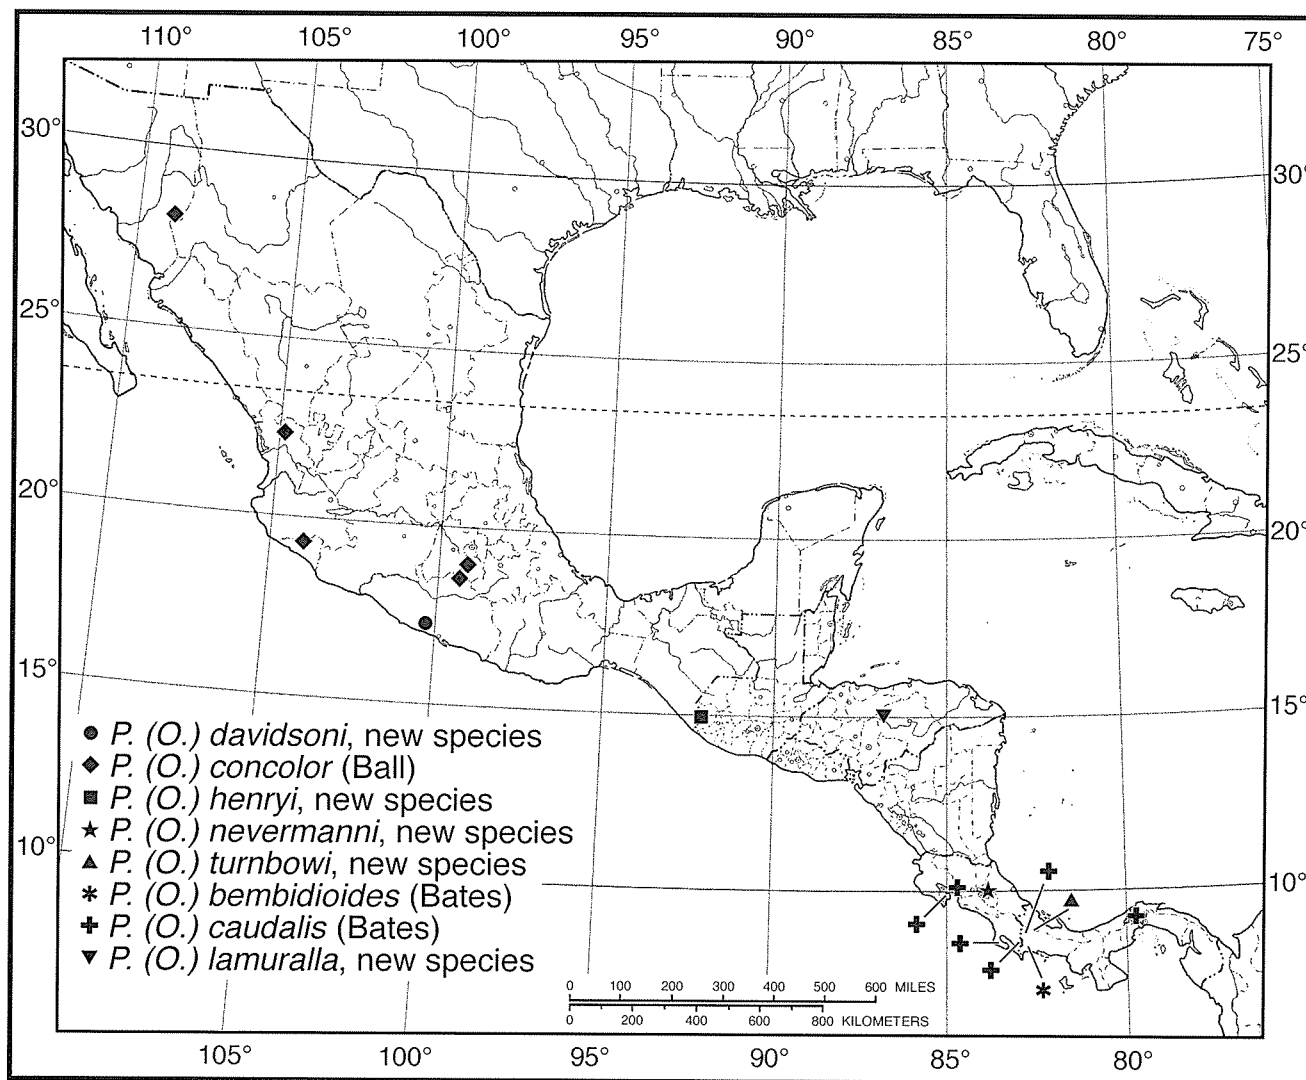 110° 105° 100° 95° 90° 85° 80° 75°
30° 30°
25° 25°
20° 20°
15° 15°
P. (O.) davidsoni, new species
P. (O.) concolor (Ball)
P. (O.) henryi, new species
P. (O.) nevermanni, new species
10° 10°
P. (O.) turnbowi, new species
P. (O.) bembidioides (Bates)
P. (O.) caudalis (Bates)
P. (O.) lamuralla, new species
0 100 200 300 400 500 600 MILES
0 200 400 600 800 KILOMETERS
105° 100° 95° 90° 85° 80°